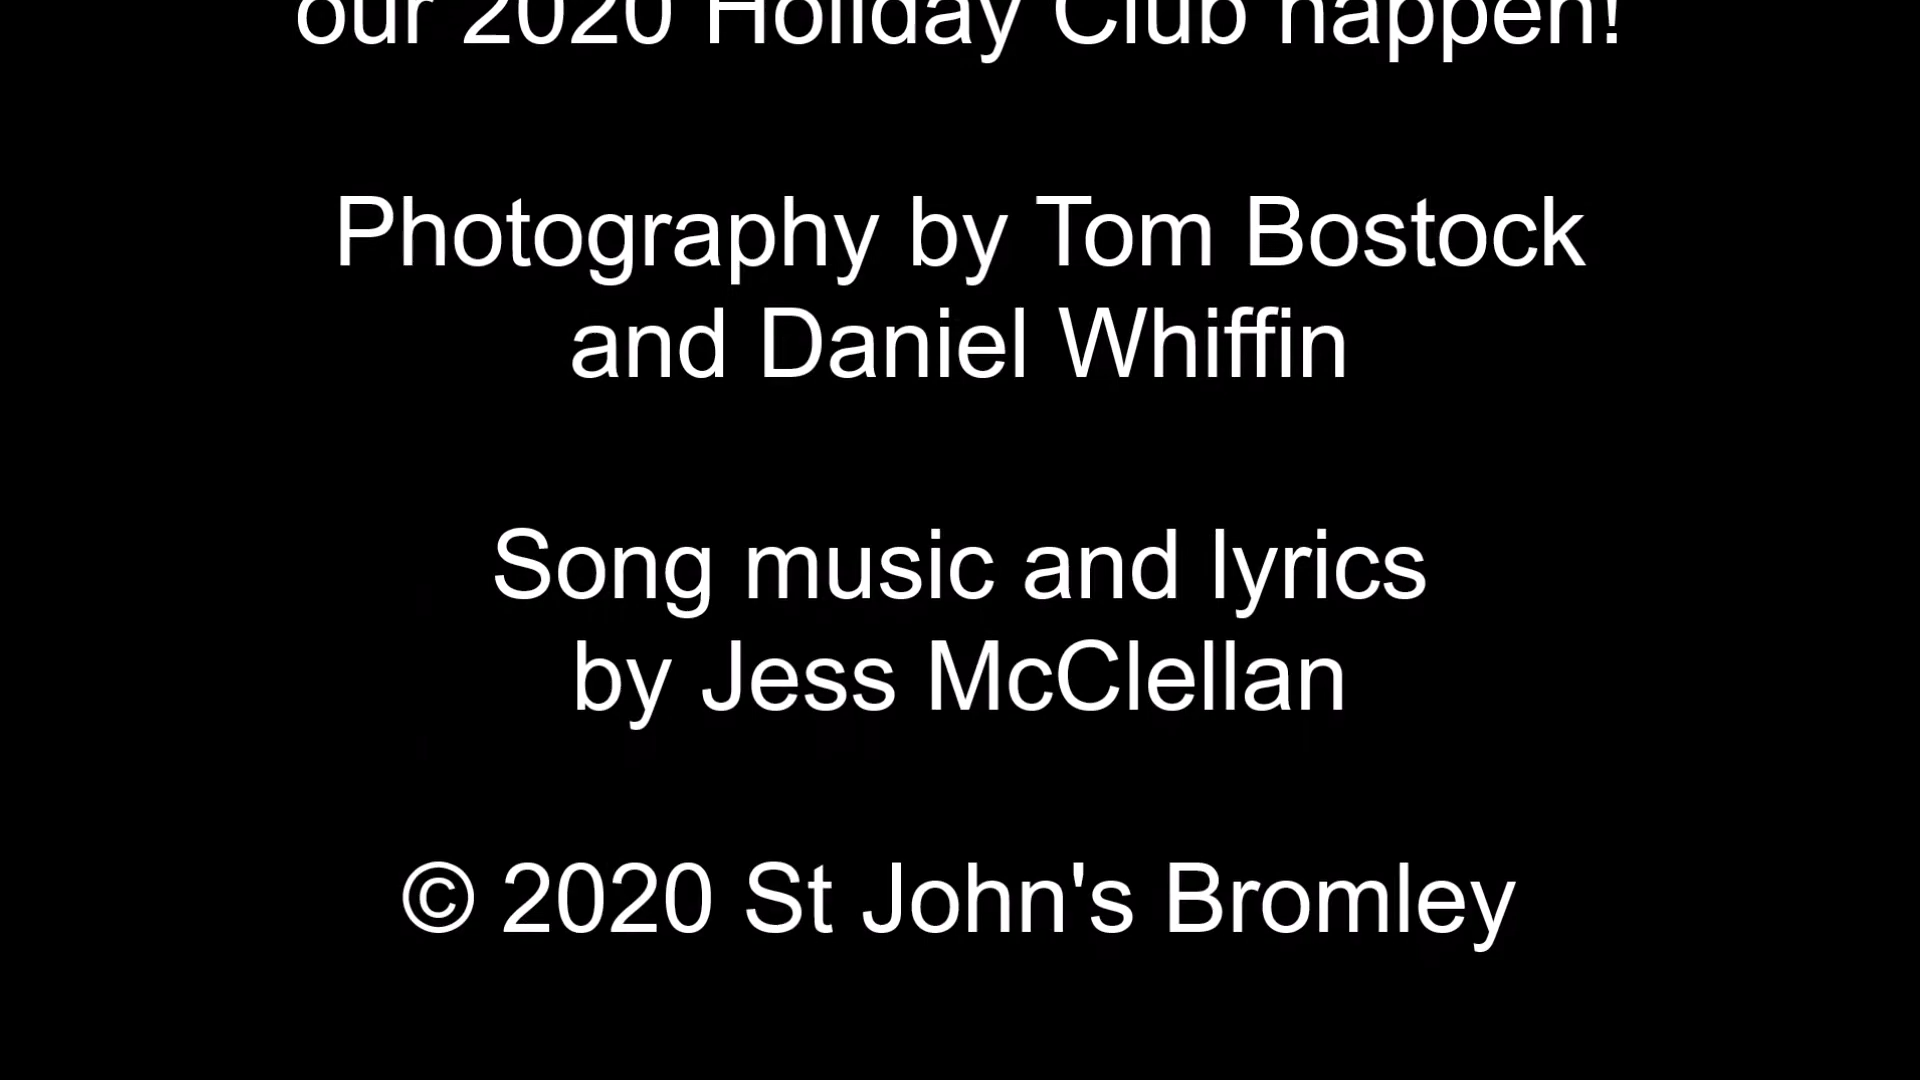 our 2020 Holiday Club happen!
Photography by Tom Bostock
and Daniel Whiffin
Song music and lyrics
by Jess McClellan
© 2020 St John's Bromley